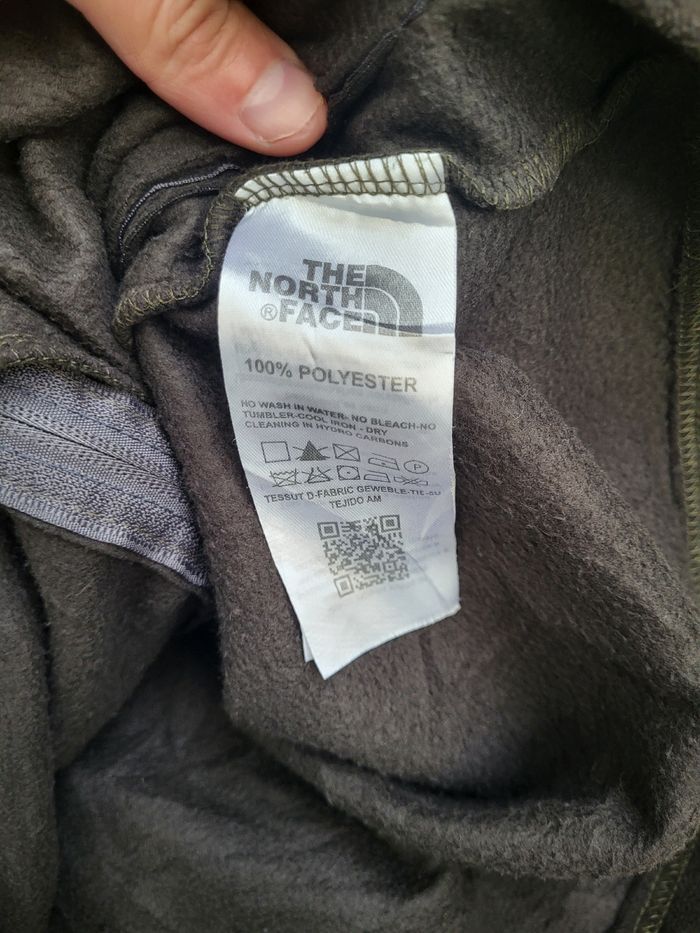 THE
NORTH
®FACE
100% POLYESTER
NO WASH IN WATER- NO BLEACH-NO
TUMBLER-COOL IRON - DRY
CLEANING IN HYDRO CARBONS
P
TESSUT D-FABRIC GEWEBLE-TIE-SU
TEJIDO AM